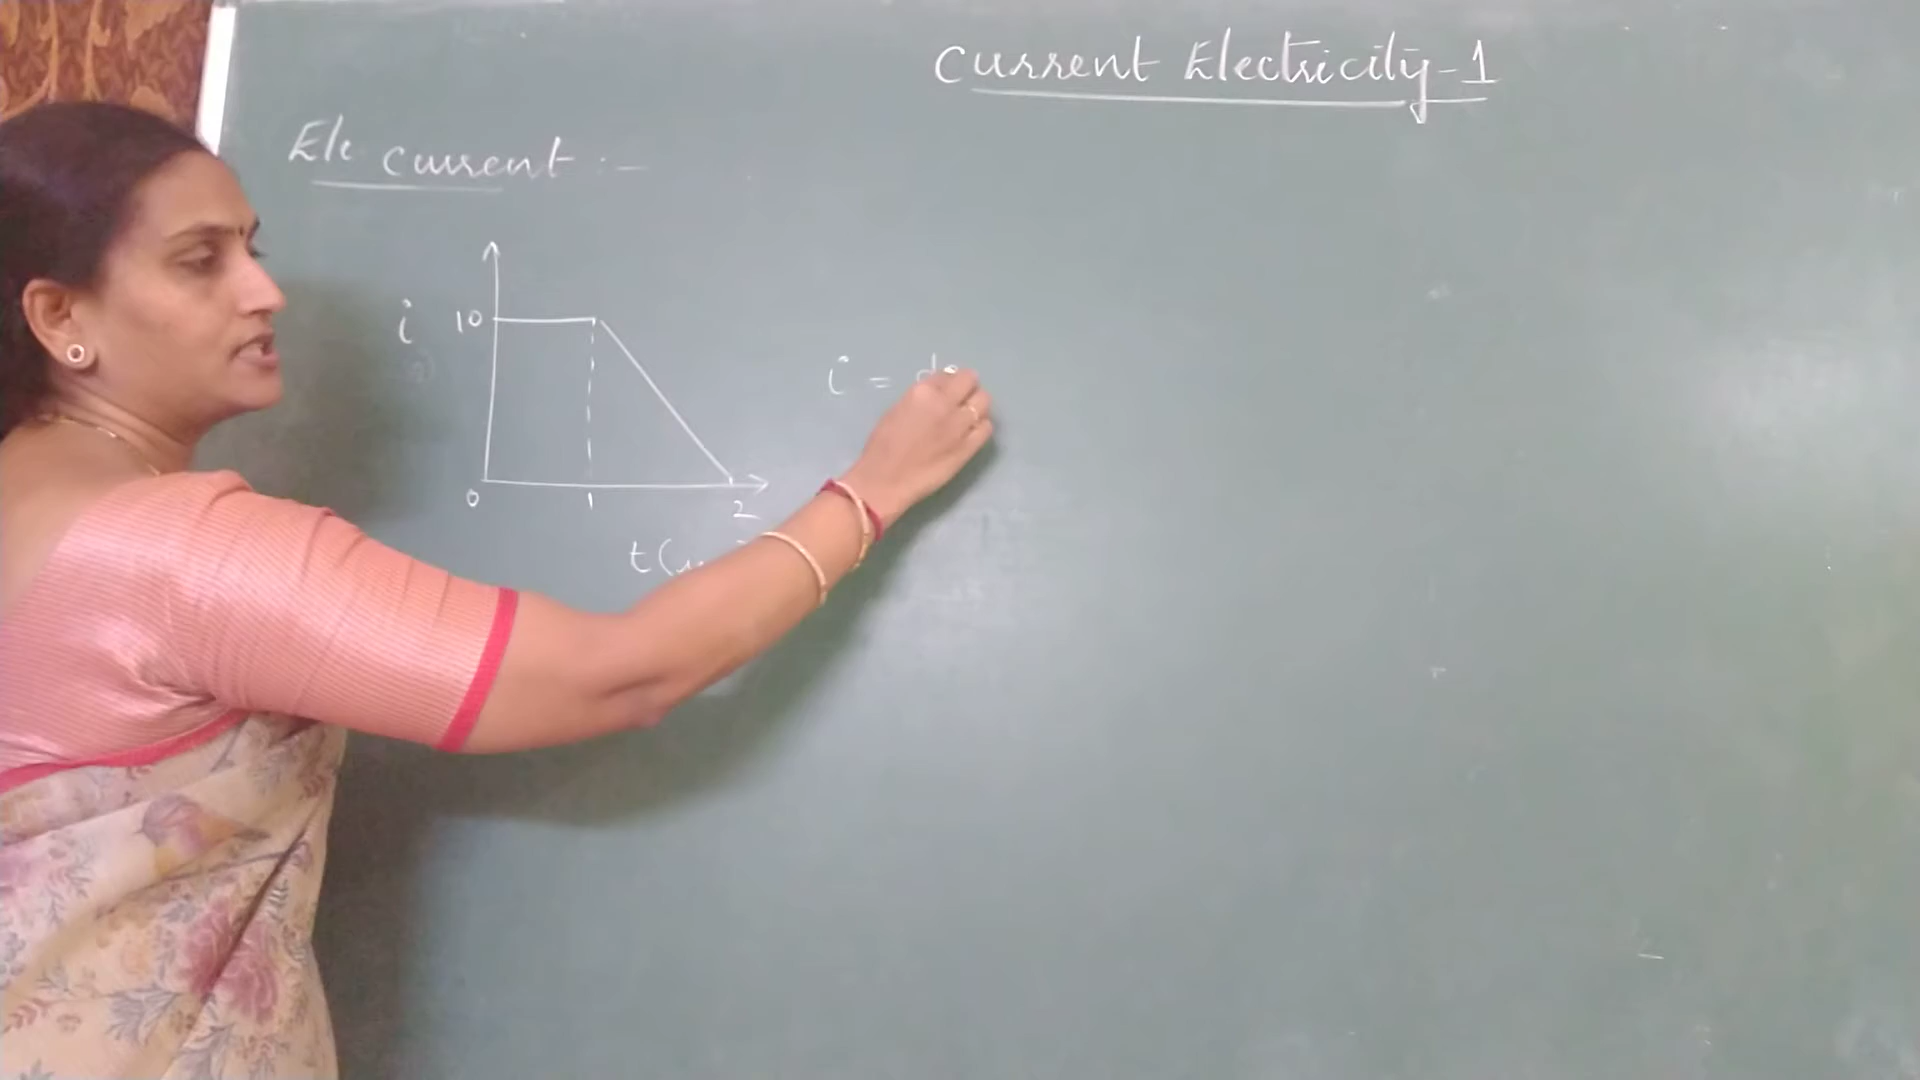 Current Electricity-1
Ele current :-
i 10
0 1 2
i =